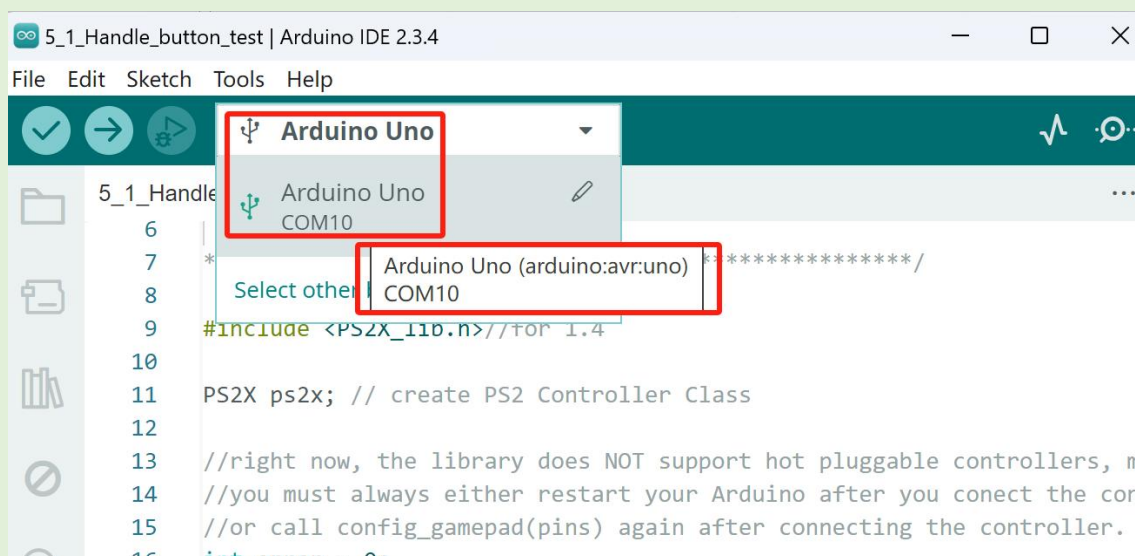 5_1_Handle_button_test | Arduino IDE 2.3.4
File Edit Sketch Tools Help
Arduino Uno
5_1_Handle
Arduino Uno
COM10
6
7 * ****************/
Arduino Uno (arduino:avr:uno)
COM10
8
Select other
9 #include <PS2X_lib.h>//for 1.4
10
11 PS2X ps2x; // create PS2 Controller Class
12
13 //right now, the library does NOT support hot pluggable controllers, m
14 //you must always either restart your Arduino after you conect the con
15 //or call config_gamepad(pins) again after connecting the controller.
16